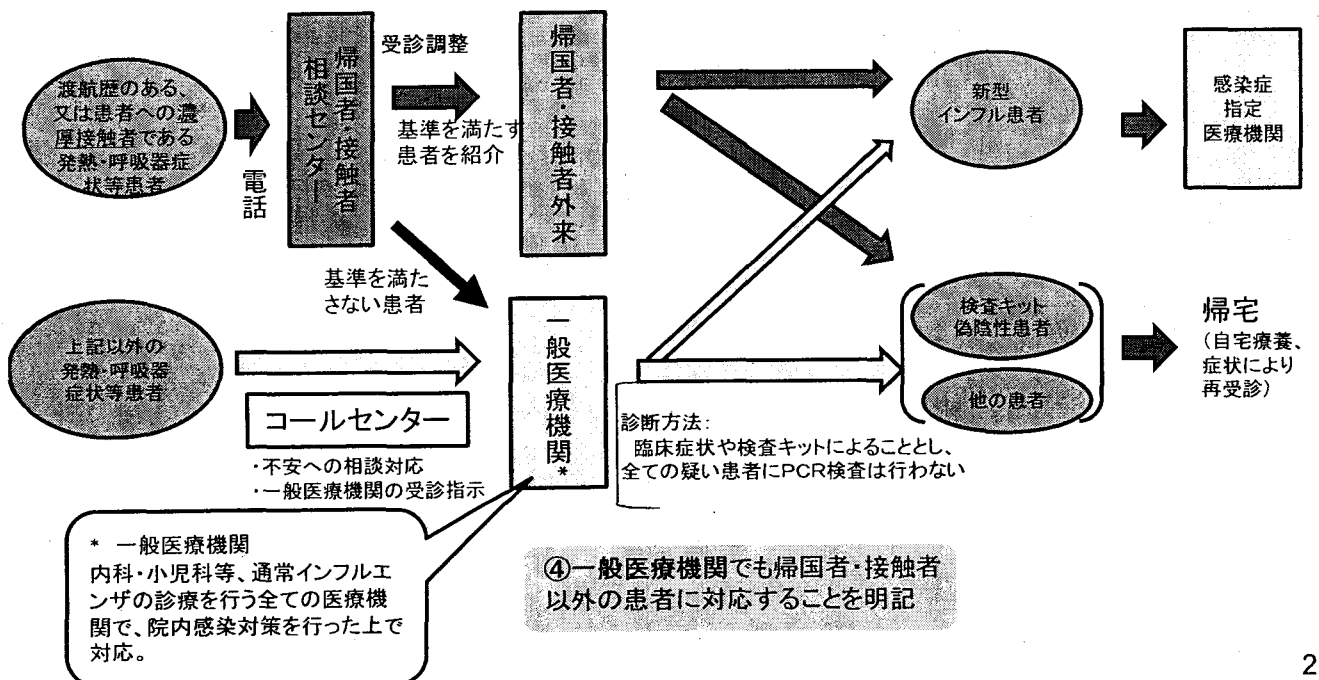 渡航歴のある、
又は患者への濃
厚接触者である
発熱・呼吸器症
状等患者
電話
帰国者・接触者
相談センター
受診調整
基準を満たす
患者を紹介
帰国者・接触者外来
新型
インフル患者
感染症
指定
医療機関
基準を満た
さない患者
上記以外の
発熱・呼吸器
症状等患者
コールセンター
・不安への相談対応
・一般医療機関の受診指示
一般医療機関*
診断方法:
臨床症状や検査キットによることとし、
全ての疑い患者にPCR検査は行わない
検査キット
偽陰性患者
他の患者
帰宅
(自宅療養、
症状により
再受診)
* 一般医療機関
内科・小児科等、通常インフルエ
ンザの診療を行う全ての医療機
関で、院内感染対策を行った上で
対応。
④一般医療機関でも帰国者・接触者
以外の患者に対応することを明記
2